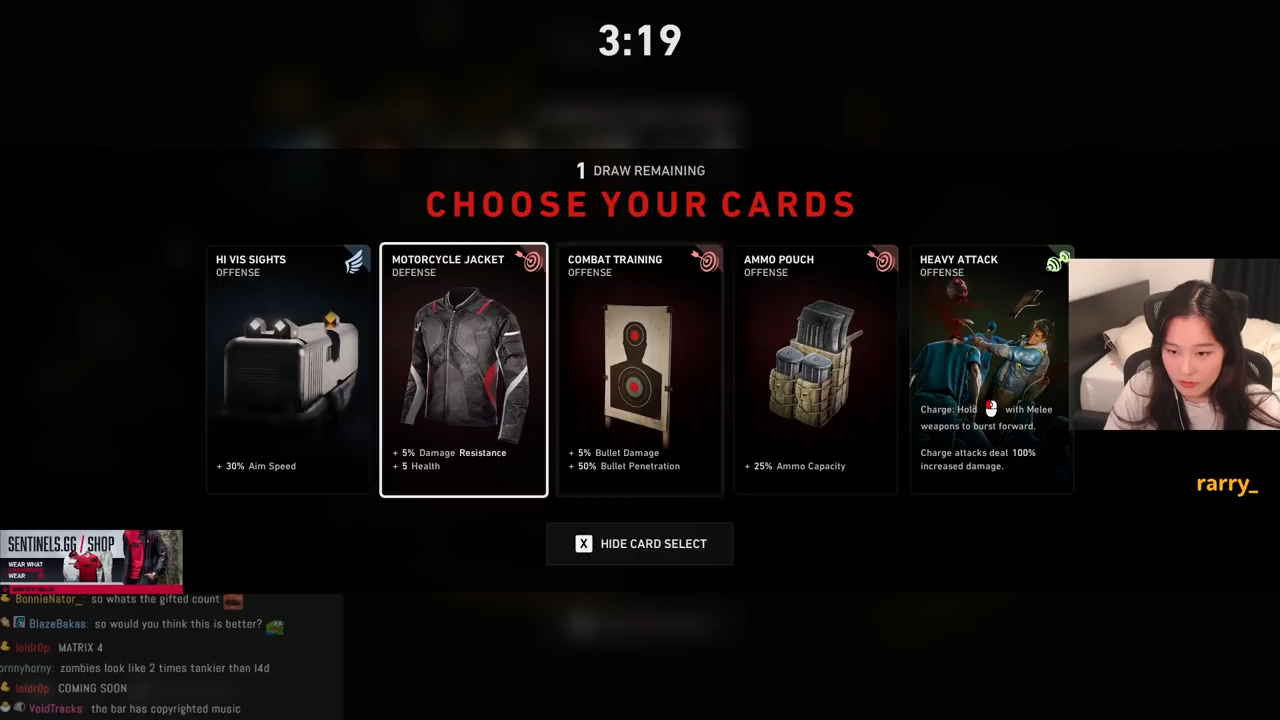 3:19
1 DRAW REMAINING
CHOOSE YOUR CARDS
HI VIS SIGHTS
OFFENSE
+ 30% Aim Speed
MOTORCYCLE JACKET
DEFENSE
+ 5% Damage Resistance
+ 5 Health
COMBAT TRAINING
OFFENSE
+ 5% Bullet Damage
+ 50% Bullet Penetration
AMMO POUCH
OFFENSE
+ 25% Ammo Capacity
HEAVY ATTACK
OFFENSE
Charge: Hold with Melee
weapons to burst forward.
Charge attacks deal 100%
increased damage.
rarry_
X HIDE CARD SELECT
SENTINELS.GG / SHOP
WEAR WHAT
WEAR
BonnieNator_: so whats the gifted count
BlazeBakas: so would you think this is better?
loldr0p MATRIX 4
ornnyhorny: zombies look like 2 times tankier than l4d
loldr0p COMING SOON
VoidTracks: the bar has copyrighted music